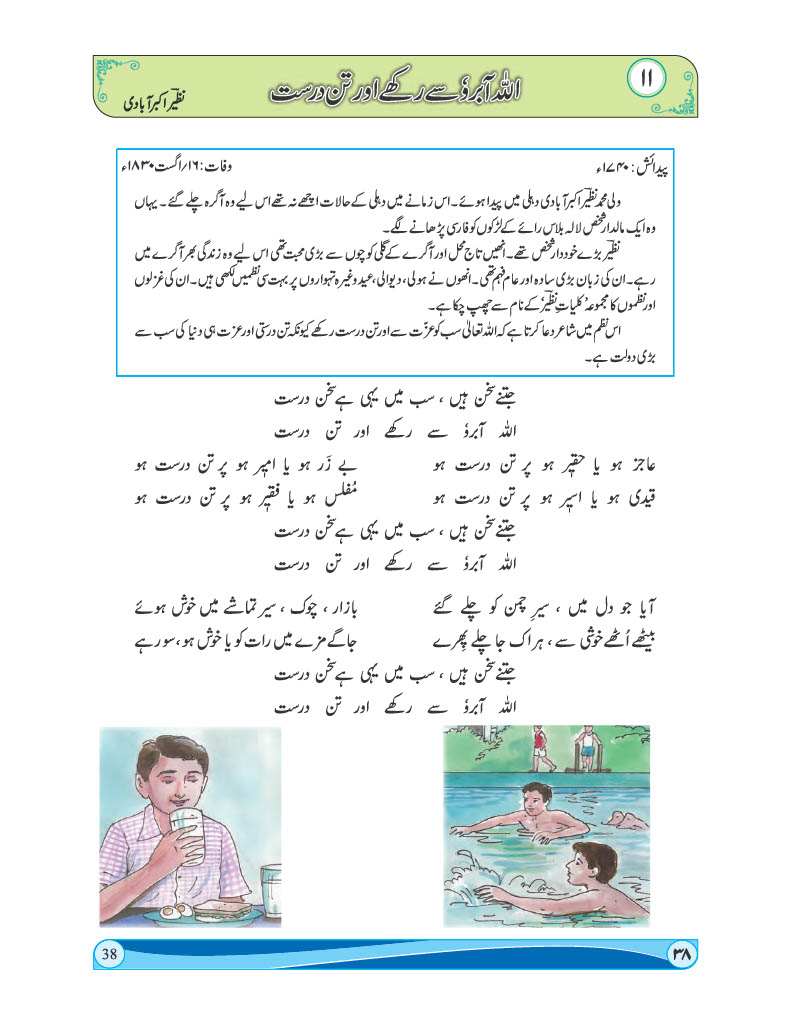 ۱۱
اللہ آبرو سے رکھے اور تن درست
نظیرؔ اکبر آبادی
پیدائش: ۱۷۴۰ء وفات: ۱۶؍اگست ۱۸۳۰ء
ولی محمد نظیرؔ اکبر آبادی دہلی میں پیدا ہوئے۔ اس زمانے میں دہلی کے حالات اچھے نہ تھے اس لیے وہ آگرہ چلے گئے۔ یہاں
وہ ایک مالدار شخص لالہ بلاس رائے کے لڑکوں کو فارسی پڑھانے لگے۔
نظیرؔ بڑے خوددار شخص تھے۔ انھیں تاج محل اور آگرے کے گلی کوچوں سے بڑی محبت تھی اس لیے وہ زندگی بھر آگرے میں
رہے۔ ان کی زبان بڑی سادہ اور عام فہم تھی۔ انھوں نے ہولی، دیوالی، عید وغیرہ تہواروں پر بہت سی نظمیں لکھی ہیں۔ ان کی غزلوں
اور نظموں کا مجموعہ ’کلیاتِ نظیرؔ‘ کے نام سے چھپ چکا ہے۔
اس نظم میں شاعر دعا کرتا ہے کہ اللہ تعالیٰ سب کو عزّت سے اور تن درست رکھے کیونکہ تن درستی اور عزت ہی دنیا کی سب سے
بڑی دولت ہے۔
جتنے سخن ہیں ، سب میں یہی ہے سخن درست
اللہ آبرو سے رکھے اور تن درست
عاجز ہو یا حقیر ہو پر تن درست ہو بے زَر ہو یا امیر ہو پر تن درست ہو
قیدی ہو یا اسیر ہو پر تن درست ہو مُفلس ہو یا فقیر ہو پر تن درست ہو
جتنے سخن ہیں ، سب میں یہی ہے سخن درست
اللہ آبرو سے رکھے اور تن درست
آیا جو دل میں ، سیرِ چمن کو چلے گئے بازار ، چوک ، سیر تماشے میں خوش ہوئے
بیٹھے اُٹھے خوشی سے ، ہر اک جا چلے پھرے جاگے مزے میں رات کو یا خوش ہو ، سو رہے
جتنے سخن ہیں ، سب میں یہی ہے سخن درست
اللہ آبرو سے رکھے اور تن درست
38 ۳۸